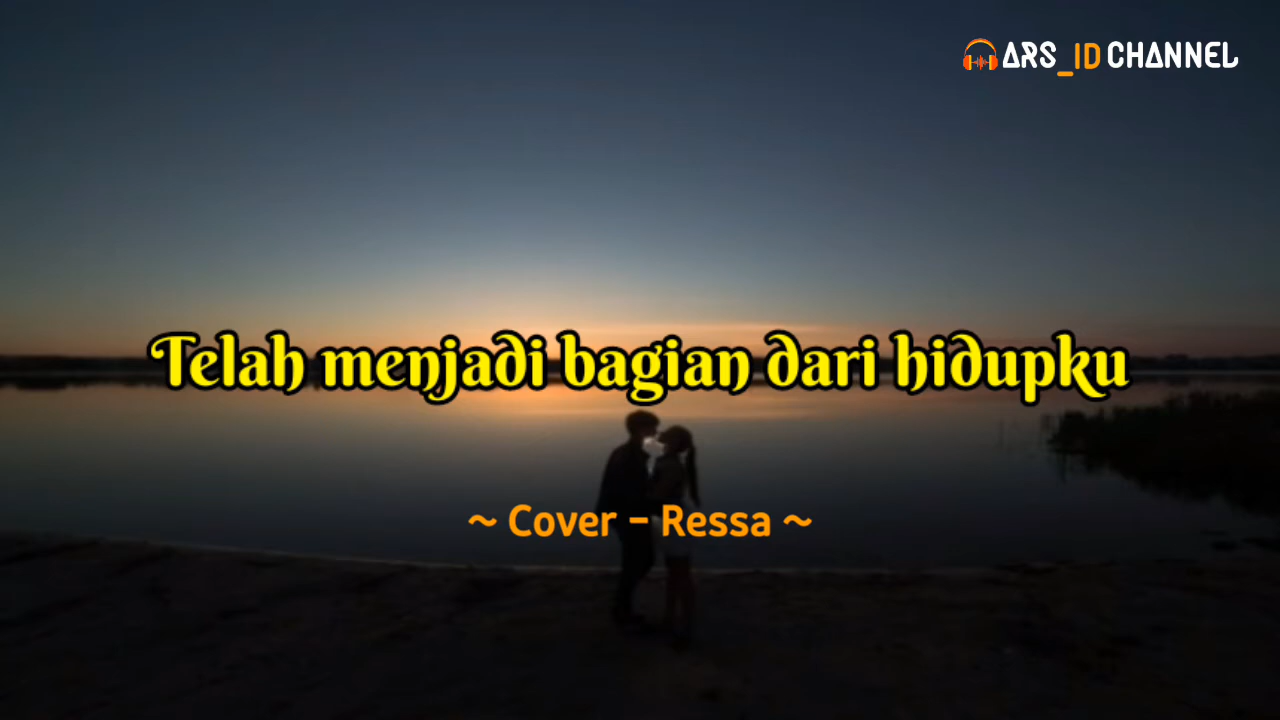 ARS_ID CHANNEL
Telah menjadi bagian dari hidupku
~ Cover - Ressa ~